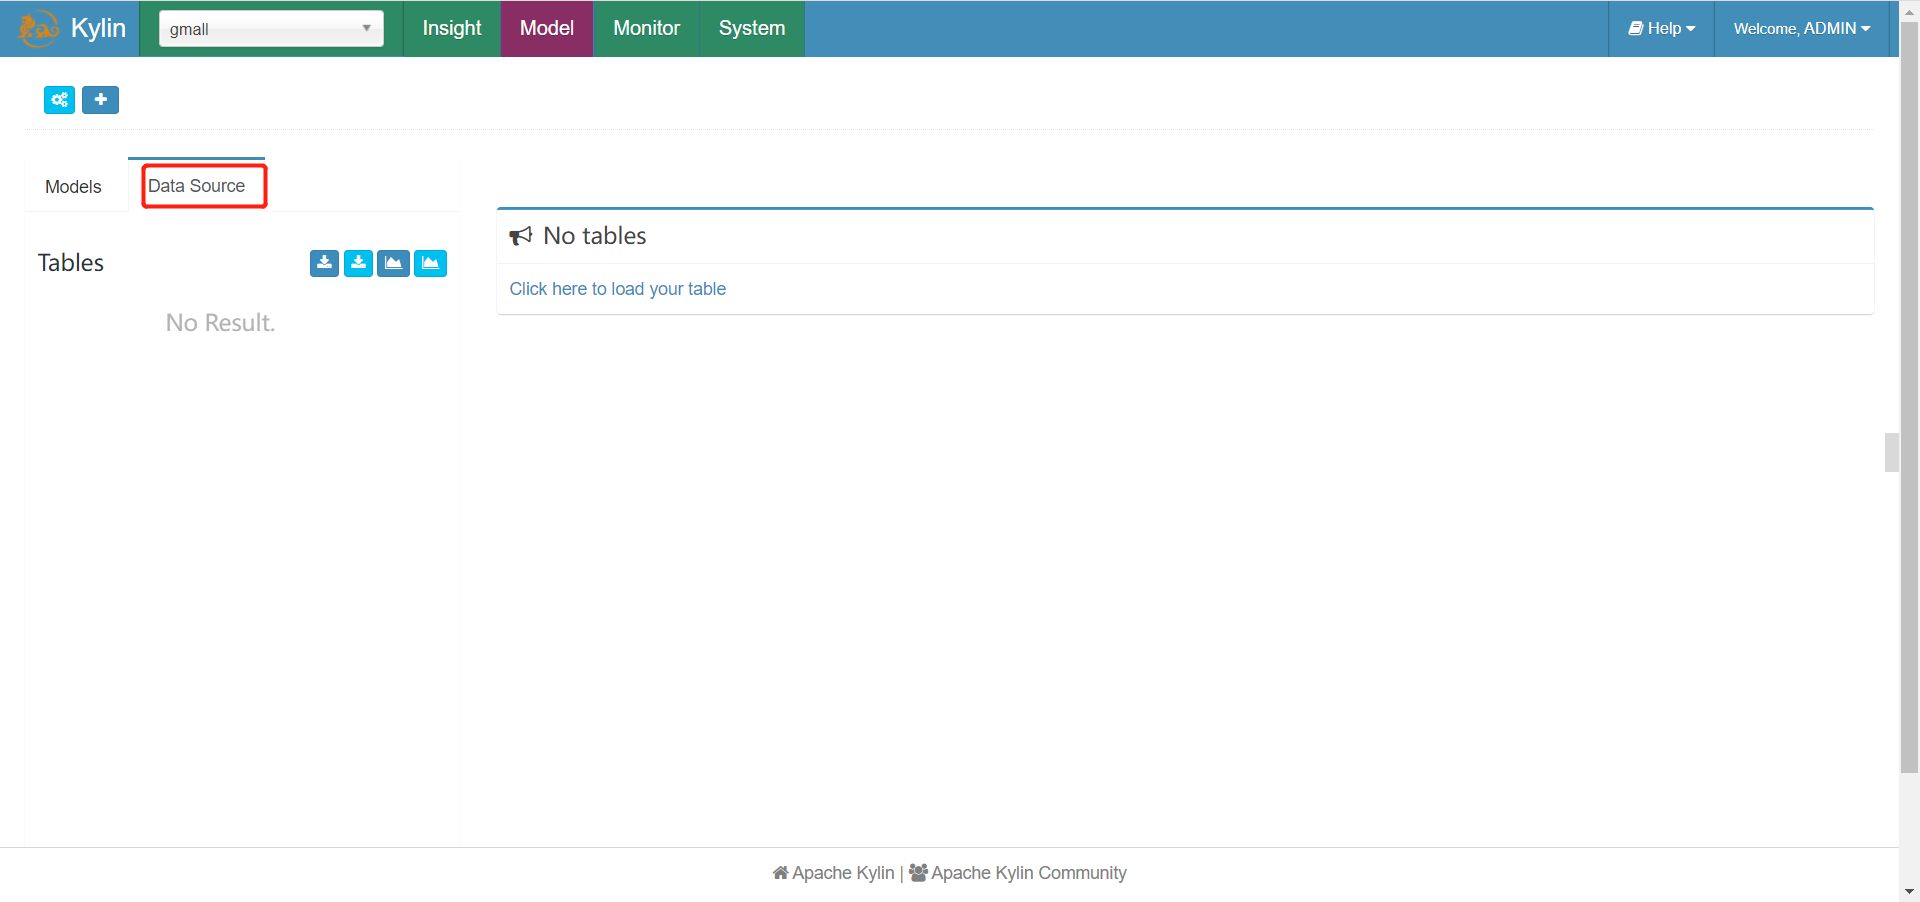 Kylin gmall Insight Model Monitor System Help Welcome, ADMIN
Models Data Source
Tables
No Result.
No tables
Click here to load your table
Apache Kylin | Apache Kylin Community